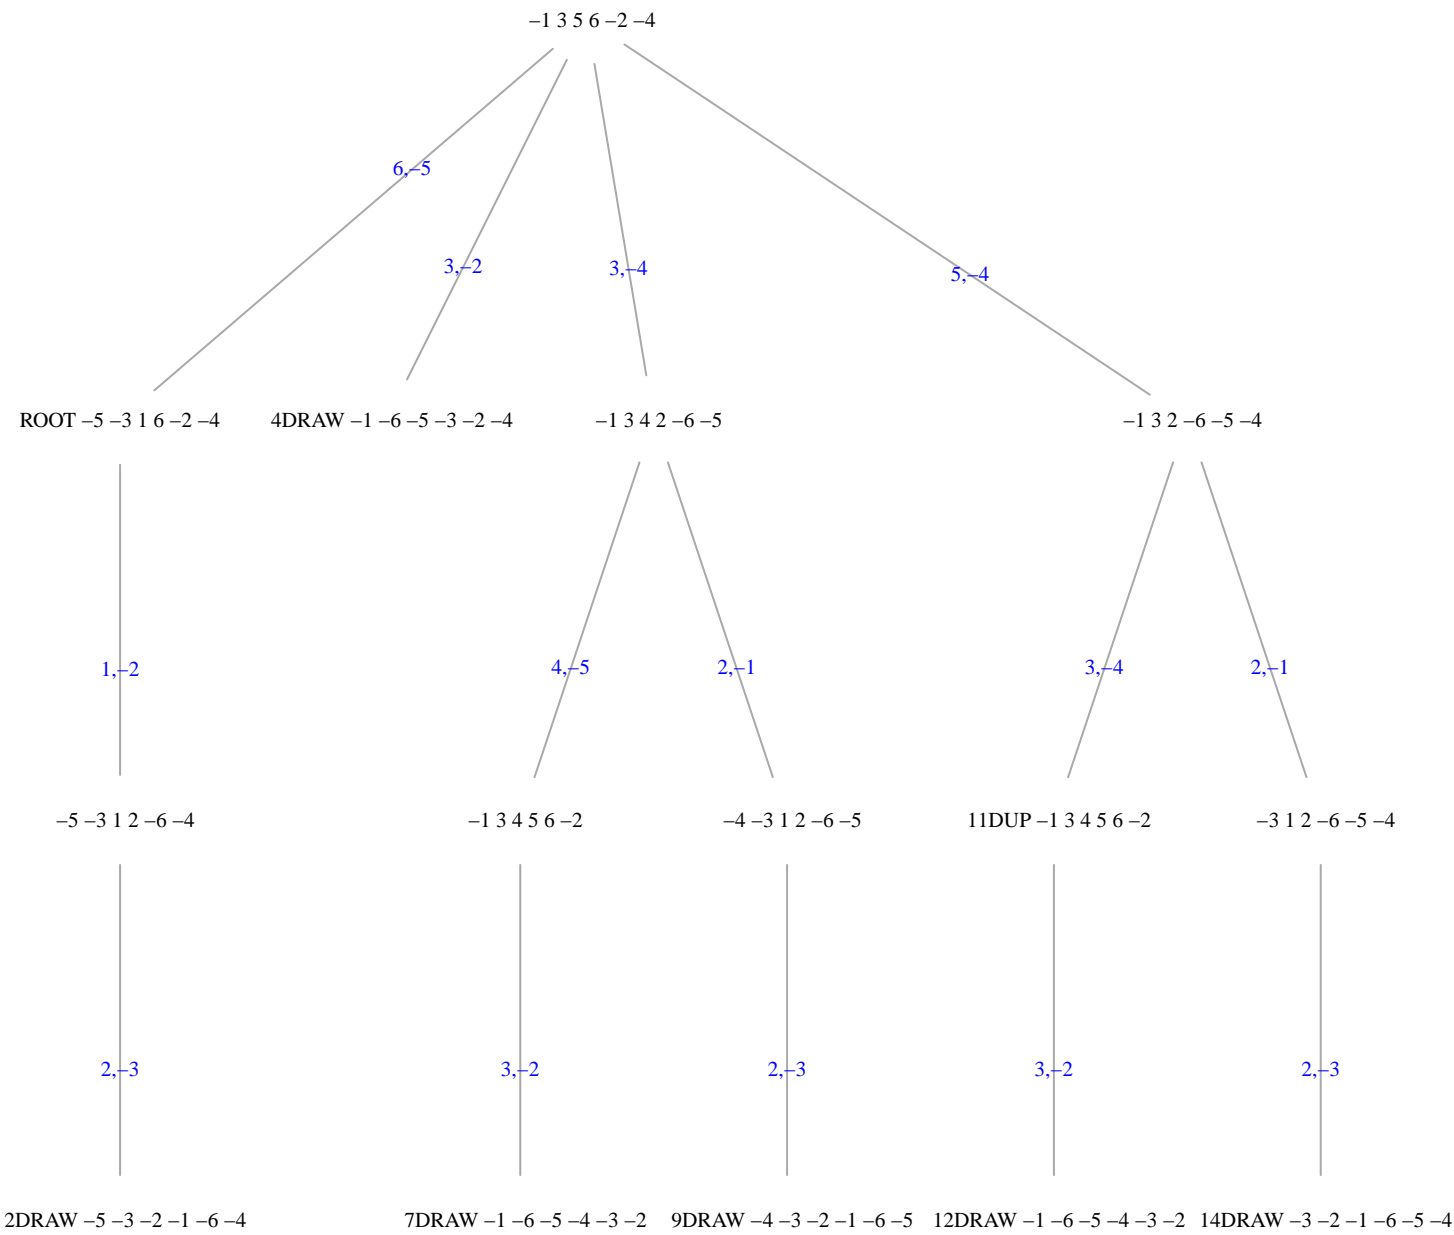 –1 3 5 6 –2 –4
6,–5
3,–2
3,–4
5,–4
ROOT –5 –3 1 6 –2 –4
4DRAW –1 –6 –5 –3 –2 –4
–1 3 4 2 –6 –5
–1 3 2 –6 –5 –4
1,–2
4,–5
2,–1
3,–4
2,–1
–5 –3 1 2 –6 –4
–1 3 4 5 6 –2
–4 –3 1 2 –6 –5
11DUP –1 3 4 5 6 –2
–3 1 2 –6 –5 –4
2,–3
3,–2
2,–3
3,–2
2,–3
2DRAW –5 –3 –2 –1 –6 –4
7DRAW –1 –6 –5 –4 –3 –2
9DRAW –4 –3 –2 –1 –6 –5
12DRAW –1 –6 –5 –4 –3 –2
14DRAW –3 –2 –1 –6 –5 –4